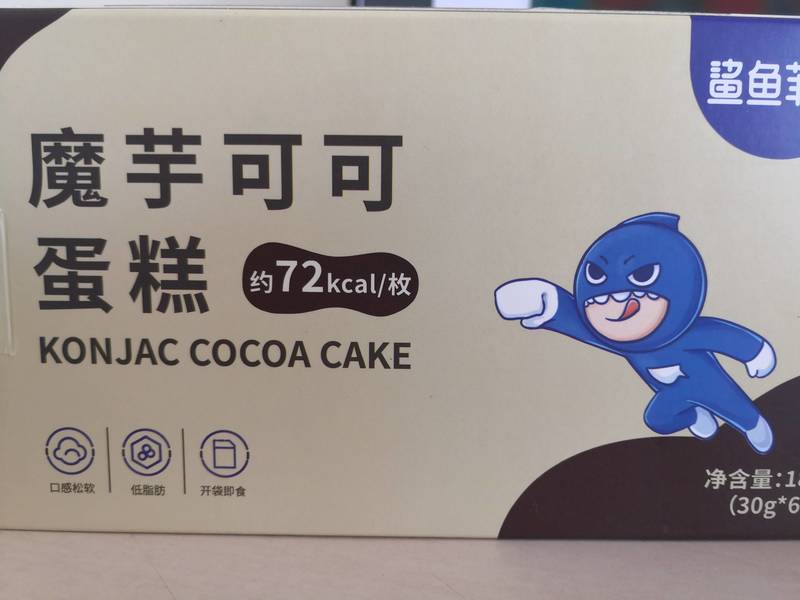 鲨鱼菲
魔芋可可
蛋糕
约72kcal/枚
KONJAC COCOA CAKE
口感松软
低脂肪
开袋即食
净含量:18
(30g*6